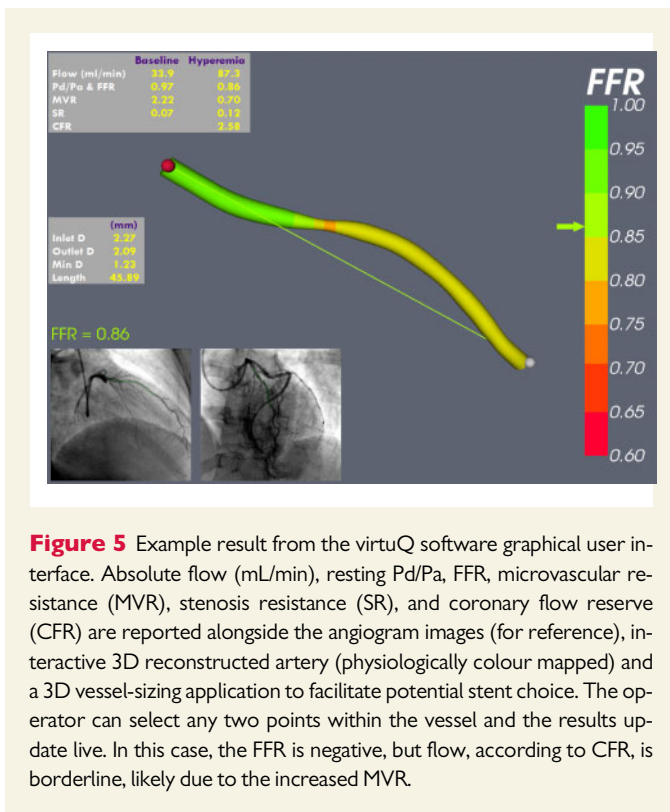 Baseline Hyperemia
Flow (ml/min) 33.9 87.3
Pd/Pa & FFR 0.97 0.86
MVR 2.22 0.70
SR 0.07 0.12
CFR 2.58
FFR
1.00
0.95
0.90
0.85
0.80
0.75
0.70
0.65
0.60
(mm)
Inlet D 2.27
Outlet D 2.09
Min D 1.23
Length 45.89
FFR = 0.86
Figure 5 Example result from the virtuQ software graphical user in-
terface. Absolute flow (mL/min), resting Pd/Pa, FFR, microvascular re-
sistance (MVR), stenosis resistance (SR), and coronary flow reserve
(CFR) are reported alongside the angiogram images (for reference), in-
teractive 3D reconstructed artery (physiologically colour mapped) and
a 3D vessel-sizing application to facilitate potential stent choice. The op-
erator can select any two points within the vessel and the results up-
date live. In this case, the FFR is negative, but flow, according to CFR, is
borderline, likely due to the increased MVR.